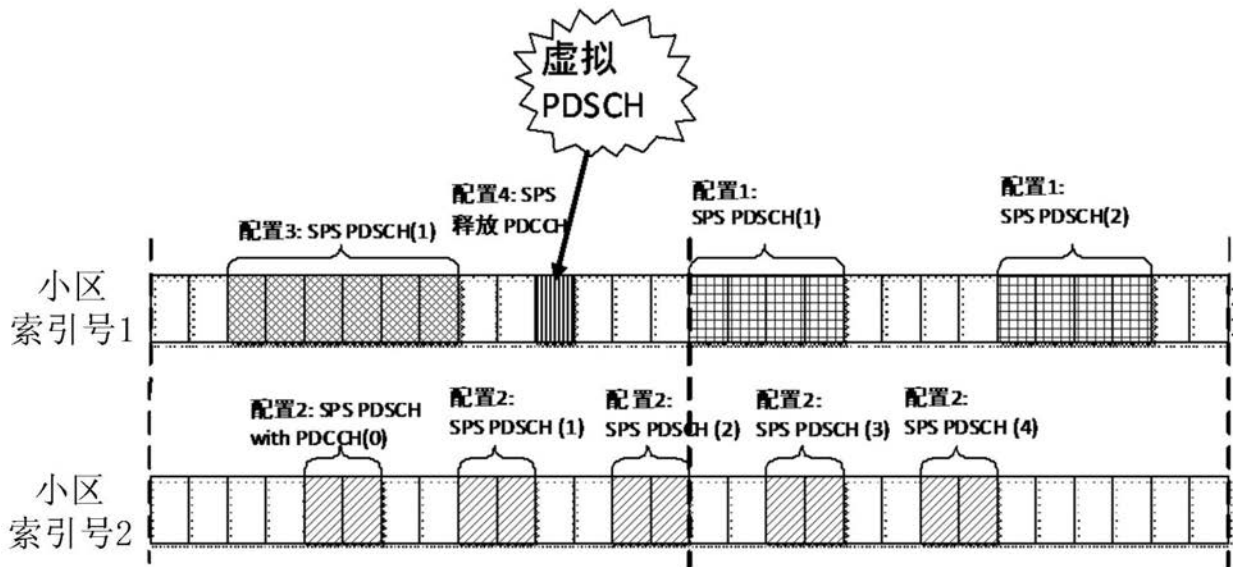 虚拟
PDSCH
配置3: SPS PDSCH(1)
配置4: SPS
释放 PDCCH
配置1:
SPS PDSCH(1)
配置1:
SPS PDSCH(2)
小区
索引号1
配置2: SPS PDSCH
with PDCCH(0)
配置2:
SPS PDSCH (1)
配置2:
SPS PDSCH (2)
配置2:
SPS PDSCH (3)
配置2:
SPS PDSCH (4)
小区
索引号2